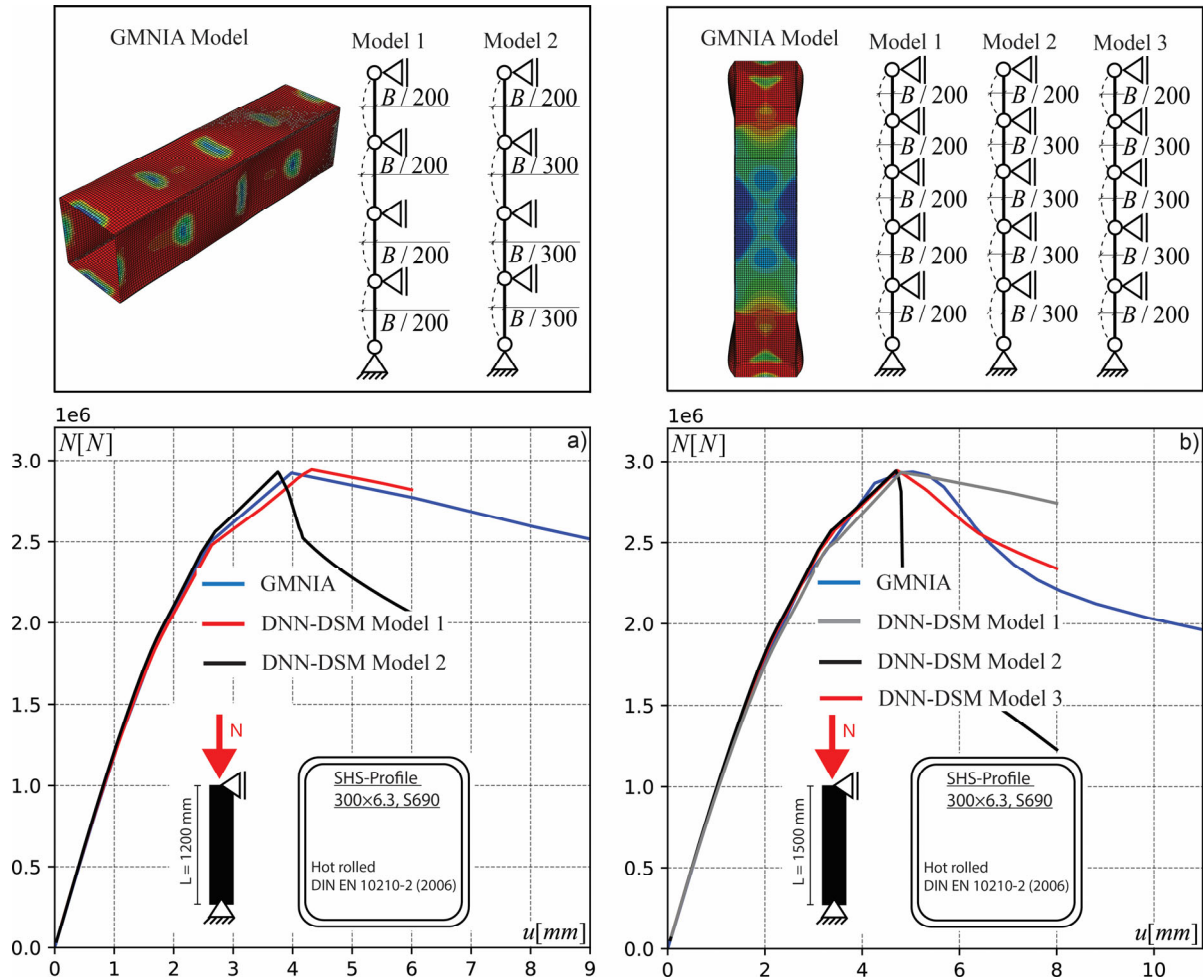 GMNIA Model
Model 1
Model 2
B / 200
B / 200
B / 200
B / 300
B / 200
B / 300
B / 200
B / 300
GMNIA Model
Model 1
Model 2
Model 3
B / 200
B / 200
B / 200
B / 200
B / 300
B / 300
B / 200
B / 300
B / 300
B / 200
B / 300
B / 300
B / 200
B / 300
B / 200
1e6
N[N]
a)
3.0
2.5
2.0
1.5
1.0
0.5
0.0
GMNIA
DNN-DSM Model 1
DNN-DSM Model 2
N
L = 1200 mm
SHS-Profile
300×6.3, S690
Hot rolled
DIN EN 10210-2 (2006)
u[mm]
0 1 2 3 4 5 6 7 8 9
1e6
N[N]
b)
3.0
2.5
2.0
1.5
1.0
0.5
0.0
GMNIA
DNN-DSM Model 1
DNN-DSM Model 2
DNN-DSM Model 3
N
L = 1500 mm
SHS-Profile
300×6.3, S690
Hot rolled
DIN EN 10210-2 (2006)
u[mm]
0 2 4 6 8 10